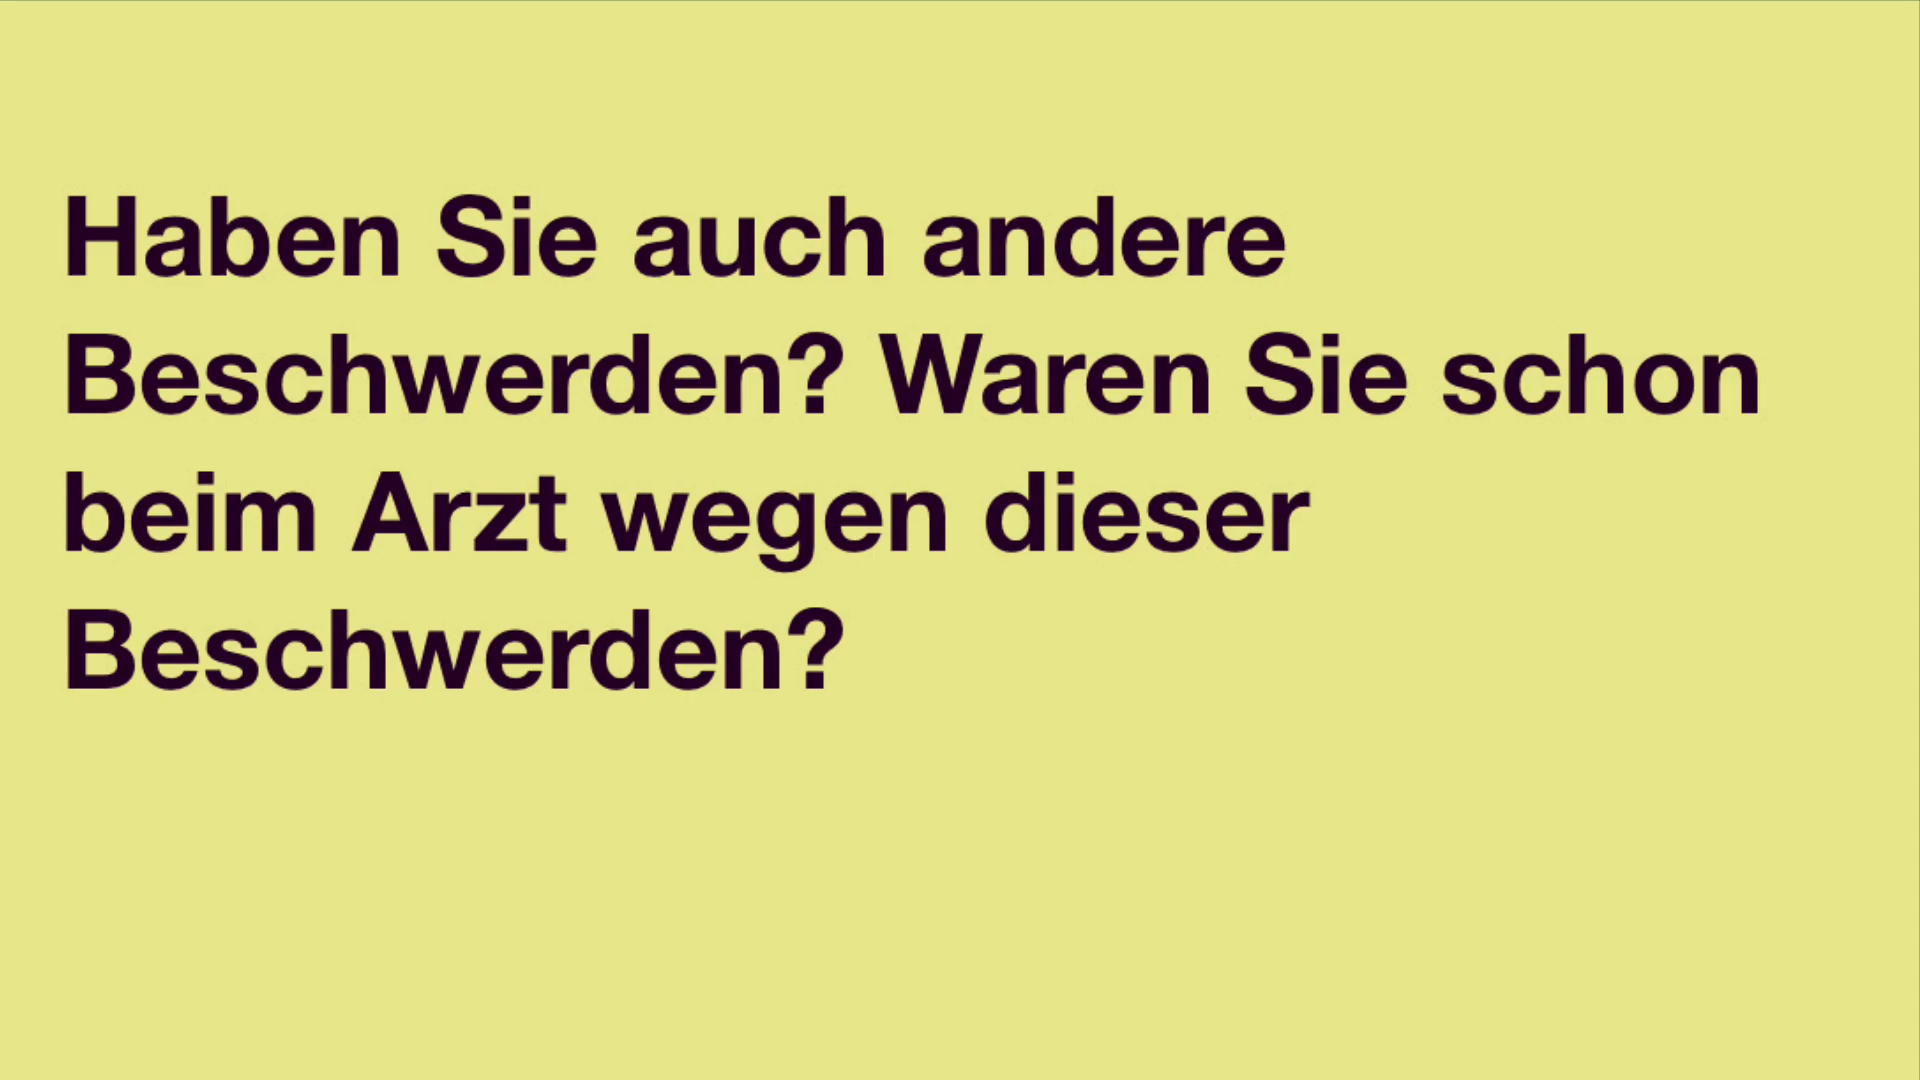 Haben Sie auch andere
Beschwerden? Waren Sie schon
beim Arzt wegen dieser
Beschwerden?